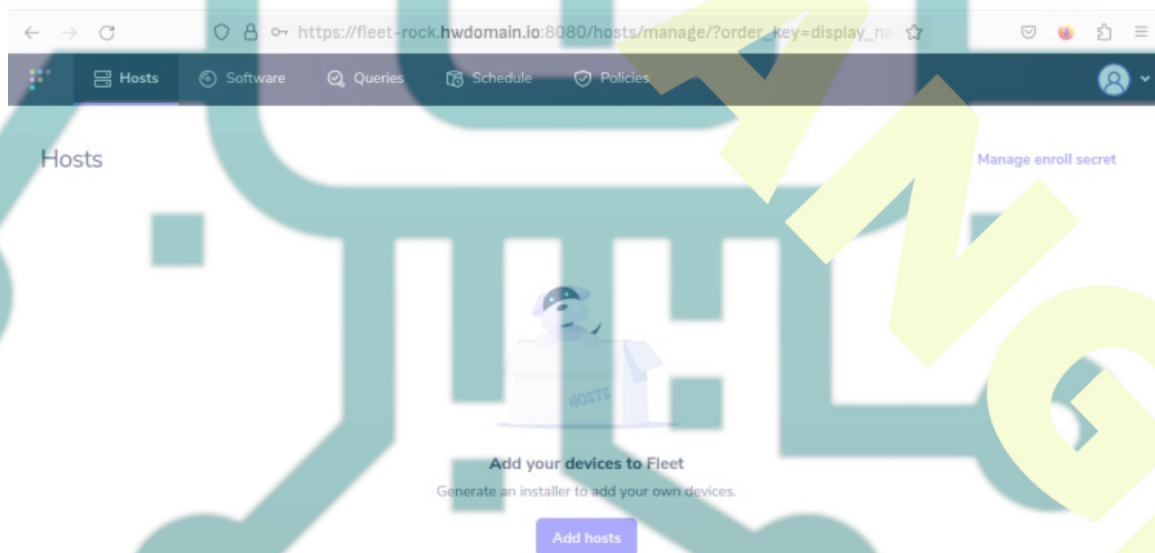 https://fleet-rock.hwdomain.io:8080/hosts/manage/?order_key=display_na
Hosts Software Queries Schedule Policies
Hosts
Manage enroll secret
HOSTS
Add your devices to Fleet
Generate an installer to add your own devices.
Add hosts
ANG